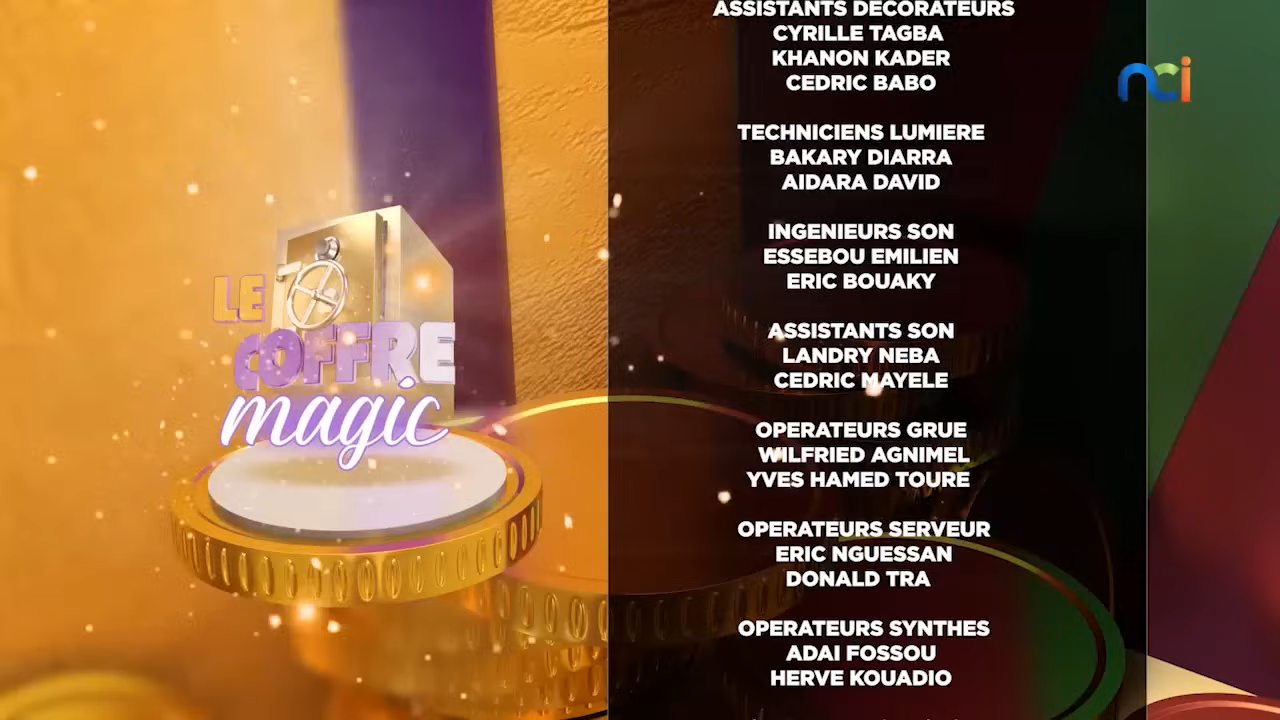 LE
COFFRE
magic
ASSISTANTS DECORATEURS
CYRILLE TAGBA
KHANON KADER
CEDRIC BABO
TECHNICIENS LUMIERE
BAKARY DIARRA
AIDARA DAVID
INGENIEURS SON
ESSEBOU EMILIEN
ERIC BOUAKY
ASSISTANTS SON
LANDRY NEBA
CEDRIC MAYELE
OPERATEURS GRUE
WILFRIED AGNIMEL
YVES HAMED TOURE
OPERATEURS SERVEUR
ERIC NGUESSAN
DONALD TRA
OPERATEURS SYNTHES
ADAI FOSSOU
HERVE KOUADIO
nci